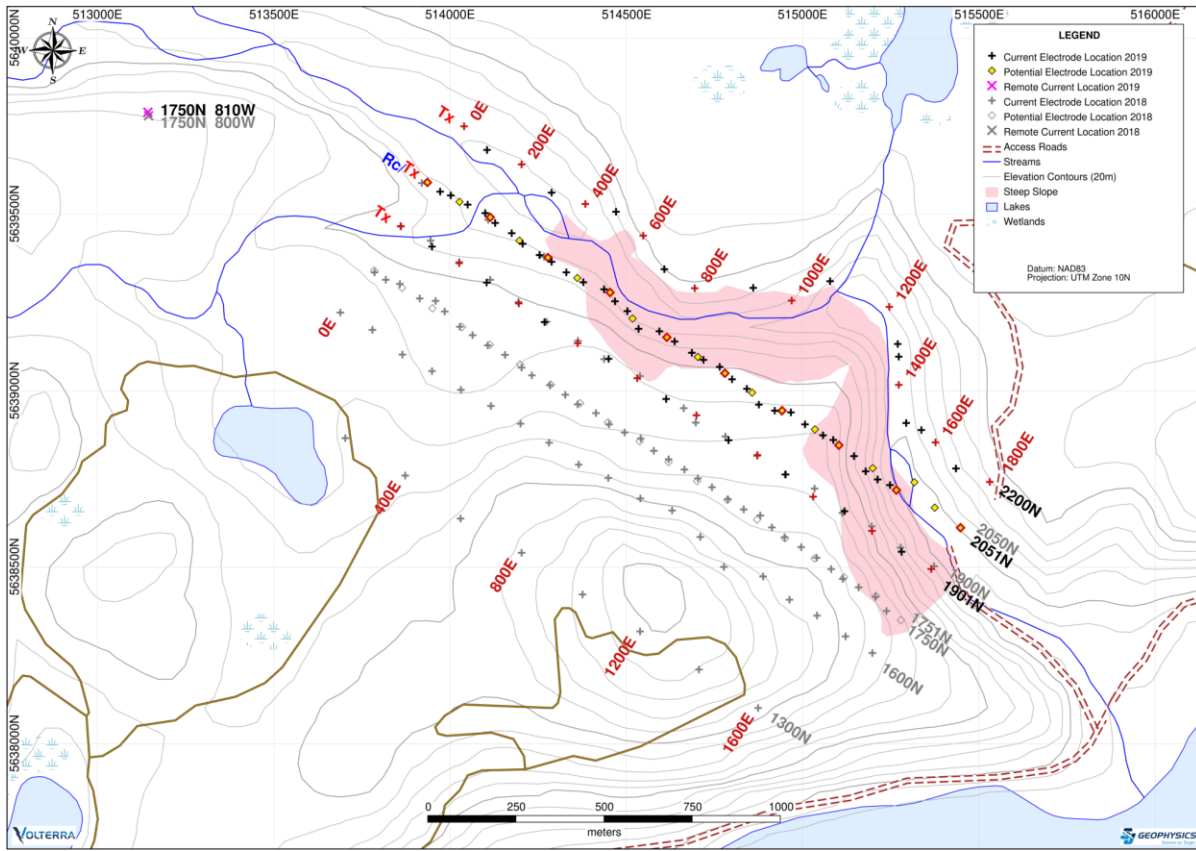 513000E 513500E 514000E 514500E 515000E 515500E 516000E
5640000N
5639500N
5639000N
5638500N
5638000N
N
W E
S
1750N 810W
1750N 800W
Tx 0E
200E
400E
600E
800E
1000E
1200E
1400E
1600E
1800E
Rc/Tx
Tx
0E
400E
800E
1200E
1600E
2200N
2050N
2051N
1900N
1901N
1751N
1750N
1600N
1300N
LEGEND
Current Electrode Location 2019
Potential Electrode Location 2019
Remote Current Location 2019
Current Electrode Location 2018
Potential Electrode Location 2018
Remote Current Location 2018
Access Roads
Streams
Elevation Contours (20m)
Steep Slope
Lakes
Wetlands
Datum: NAD83
Projection: UTM Zone 10N
0 250 500 750 1000
meters
VOLTERRA
GEOPHYSICS